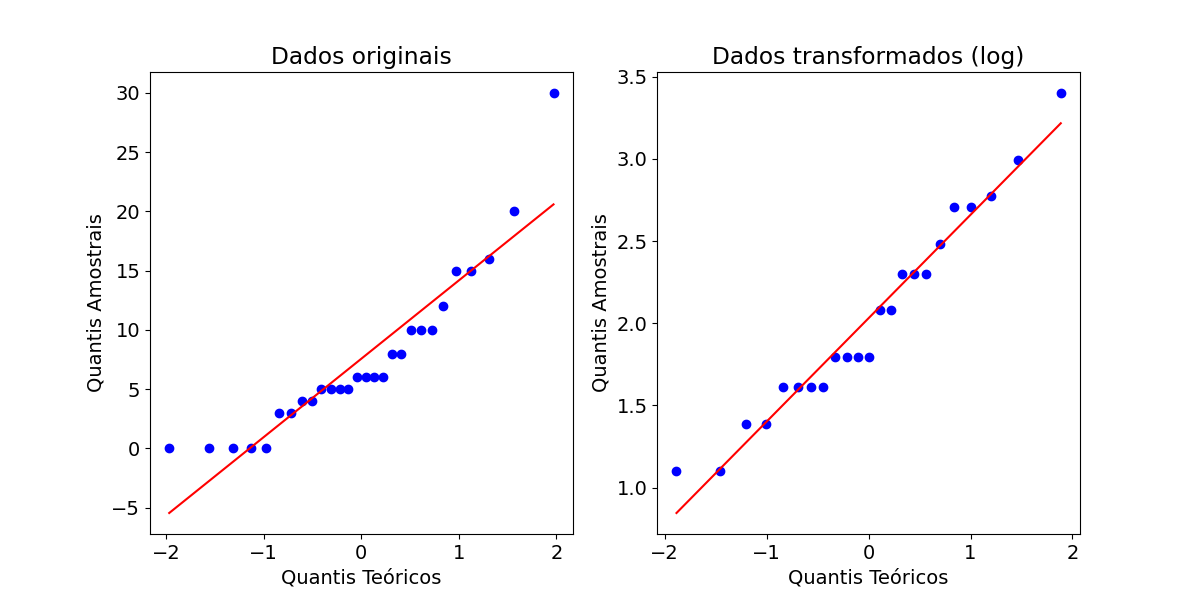 Dados originais
30
25
20
15
10
5
0
−5
Quantis Amostrais
−2 −1 0 1 2
Quantis Teóricos
Dados transformados (log)
3.5
3.0
2.5
2.0
1.5
1.0
Quantis Amostrais
−2 −1 0 1 2
Quantis Teóricos